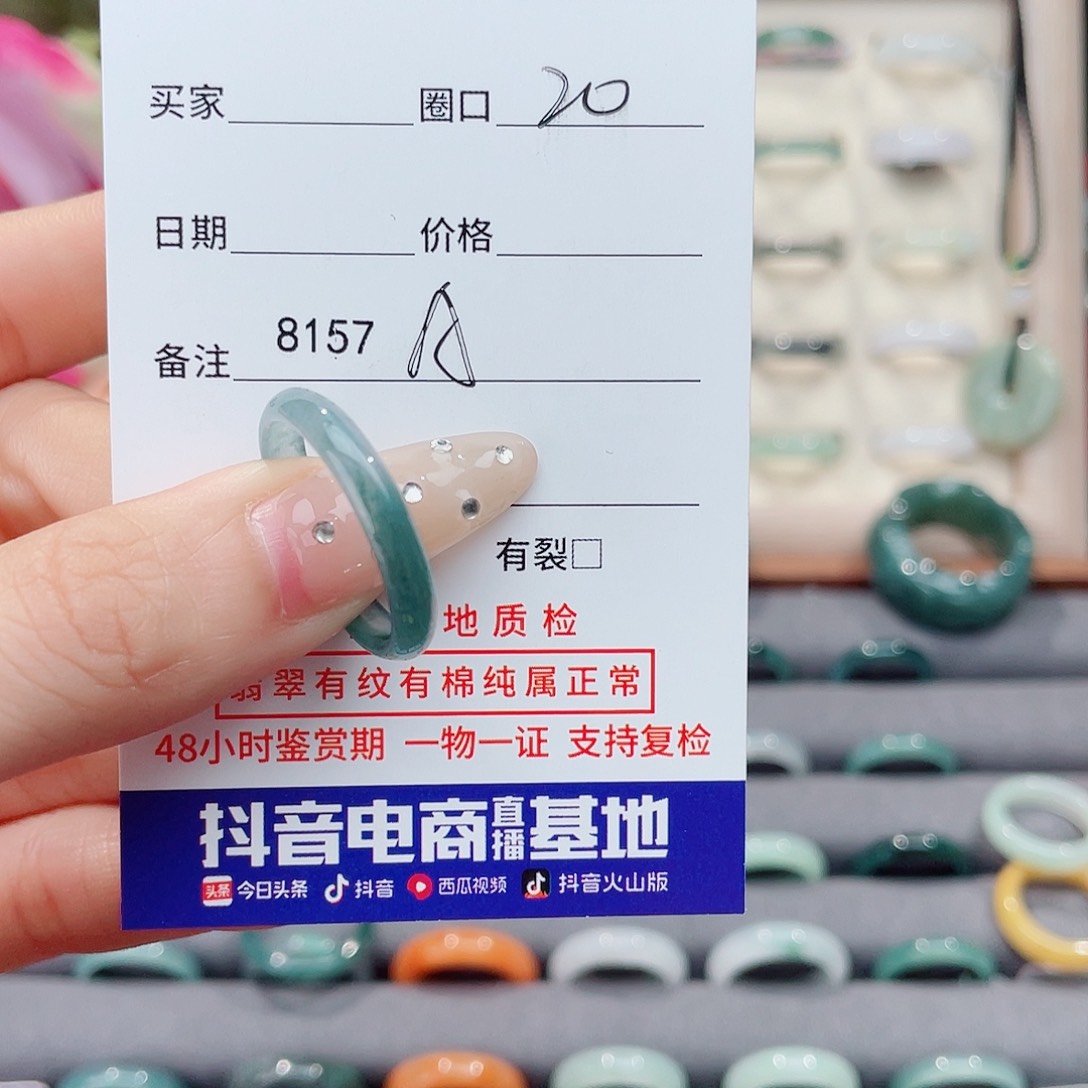 买家 圈口 20
日期 价格
备注 8157 A
有裂□
地质检
翡翠有纹有棉纯属正常
48小时鉴赏期 一物一证 支持复检
抖音电商直播基地
头条 今日头条 抖音 西瓜视频 抖音火山版